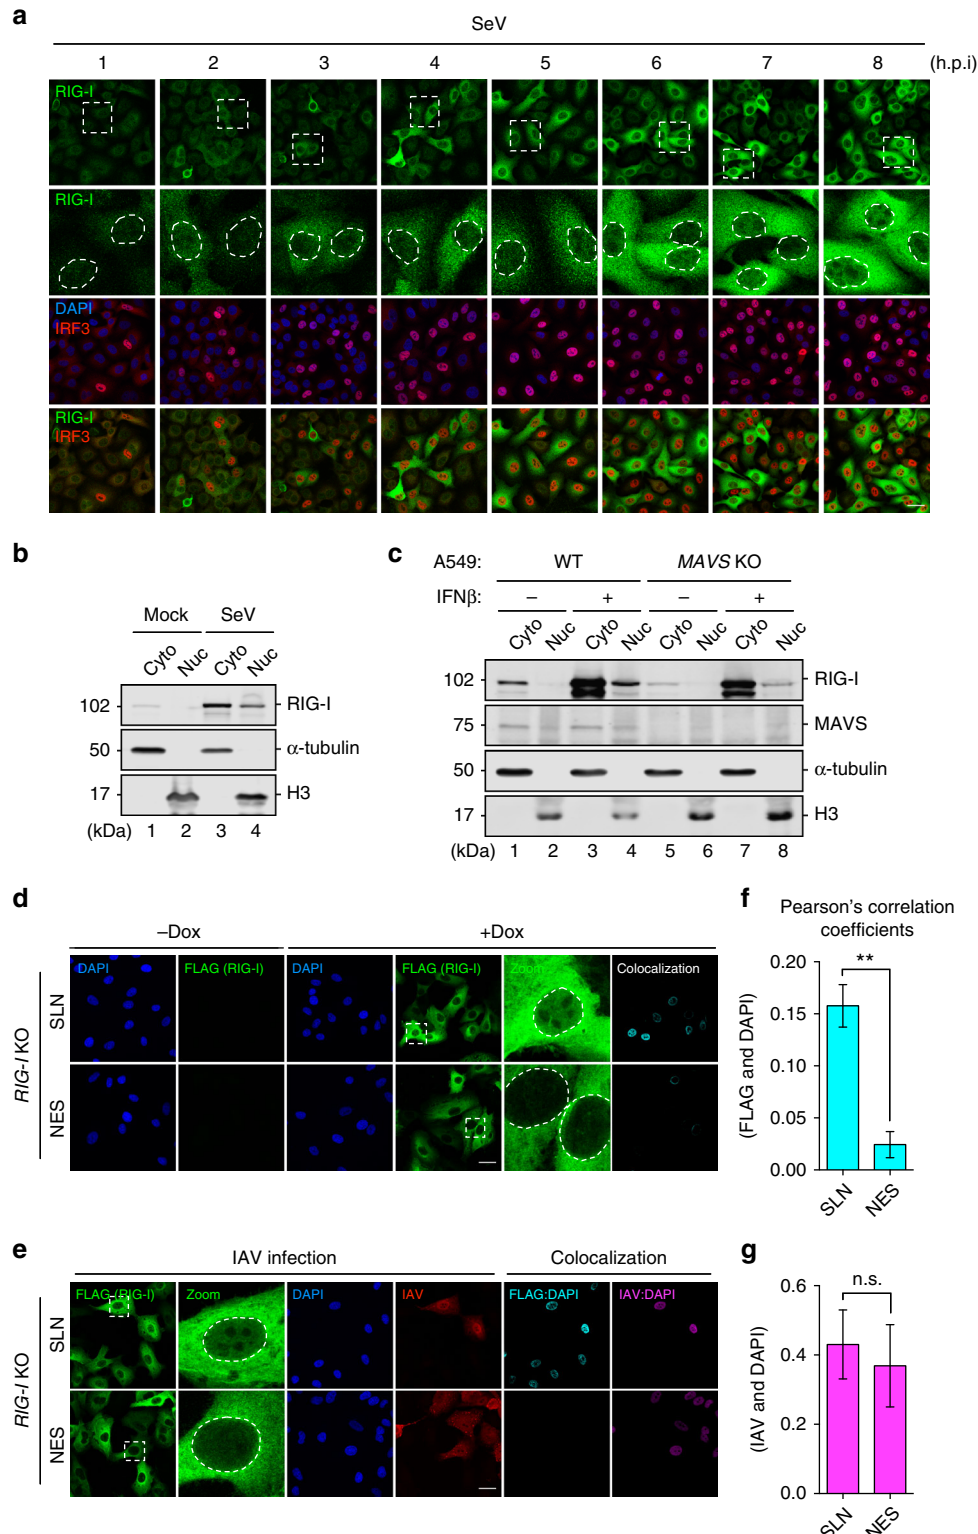 a
SeV
1 2 3 4 5 6 7 8 (h.p.i)
RIG-I
RIG-I
DAPI
IRF3
RIG-I
IRF3
b
Mock SeV
Cyto Nuc Cyto Nuc
102 RIG-I
50 α-tubulin
17 H3
(kDa) 1 2 3 4
c
A549: WT MAVS KO
IFNβ: – + – +
Cyto Nuc Cyto Nuc Cyto Nuc Cyto Nuc
102 RIG-I
75 MAVS
50 α-tubulin
17 H3
(kDa) 1 2 3 4 5 6 7 8
d
–Dox +Dox
RIG-I KO
SLN
NES
DAPI FLAG (RIG-I) DAPI FLAG (RIG-I) Zoom Colocalization
e
IAV infection Colocalization
RIG-I KO
SLN
NES
FLAG (RIG-I) Zoom DAPI IAV FLAG:DAPI IAV:DAPI
f
Pearson's correlation
coefficients
(FLAG and DAPI)
0.20
0.15
0.10
0.05
0.00
**
SLN NES
g
(IAV and DAPI)
0.6
0.4
0.2
0.0
n.s.
SLN NES